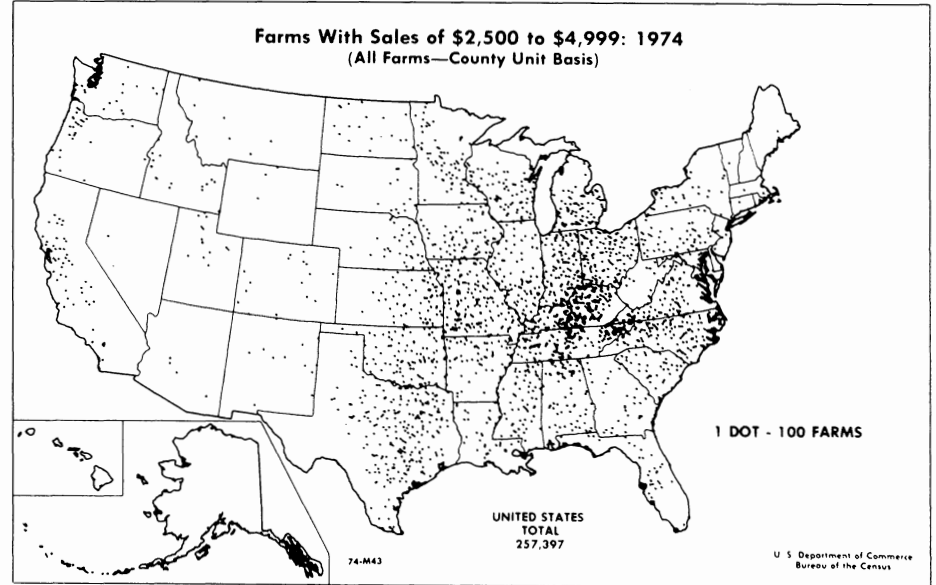 Farms With Sales of $2,500 to $4,999: 1974
(All Farms—County Unit Basis)
1 DOT - 100 FARMS
UNITED STATES
TOTAL
257,397
74-M43
U S Department of Commerce
Bureau of the Census